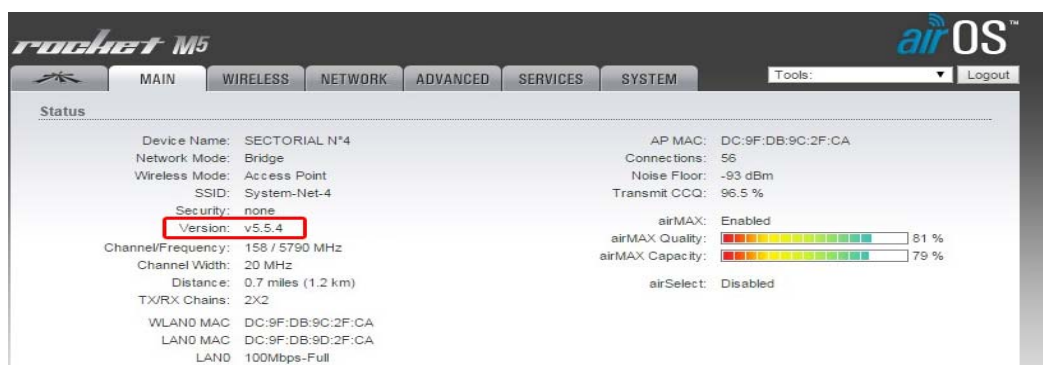 rocket M5
airOS™
MAIN WIRELESS NETWORK ADVANCED SERVICES SYSTEM Tools: Logout
Status
Device Name: SECTORIAL N°4
Network Mode: Bridge
Wireless Mode: Access Point
SSID: System-Net-4
Security: none
Version: v5.5.4
Channel/Frequency: 158 / 5790 MHz
Channel Width: 20 MHz
Distance: 0.7 miles (1.2 km)
TX/RX Chains: 2X2
WLAN0 MAC DC:9F:DB:9C:2F:CA
LAN0 MAC DC:9F:DB:9D:2F:CA
LAN0 100Mbps-Full
AP MAC: DC:9F:DB:9C:2F:CA
Connections: 56
Noise Floor: -93 dBm
Transmit CCQ: 96.5 %
airMAX: Enabled
airMAX Quality: 81 %
airMAX Capacity: 79 %
airSelect: Disabled